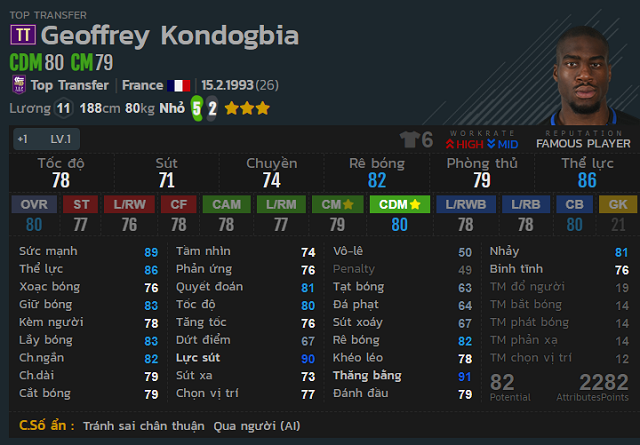 TOP TRANSFER
TT Geoffrey Kondogbia
CDM 80 CM 79
Top Transfer France 15.2.1993 (26)
Lương 11 188cm 80kg Nhỏ 5 2
+1 LV.1
6
WORKRATE
HIGH MID
REPUTATION
FAMOUS PLAYER
Tốc độ Sút Chuyền Rê bóng Phòng thủ Thể lực
78 71 74 82 79 86
OVR ST L/RW CF CAM L/RM CM CDM L/RWB L/RB CB GK
80 77 76 78 78 77 79 80 78 78 80 21
Sức mạnh 89 Tầm nhìn 74 Vô-lê 50 Nhảy 81
Thể lực 86 Phản ứng 76 Penalty 49 Bình tĩnh 76
Xoạc bóng 76 Quyết đoán 81 Tạt bóng 63 TM đổ người 19
Giữ bóng 83 Tốc độ 80 Đá phạt 64 TM bắt bóng 14
Kèm người 78 Tăng tốc 76 Sút xoáy 67 TM phát bóng 14
Lấy bóng 83 Dứt điểm 67 Rê bóng 82 TM phản xạ 14
Ch.ngắn 82 Lực sút 90 Khéo léo 78 TM chọn vị trí 12
Ch.dài 79 Sút xa 73 Thăng bằng 91
Cắt bóng 79 Chọn vị trí 77 Đánh đầu 79
82 2282
Potential AttributesPoints
C.Số ẩn : Tránh sai chân thuận Qua người (AI)